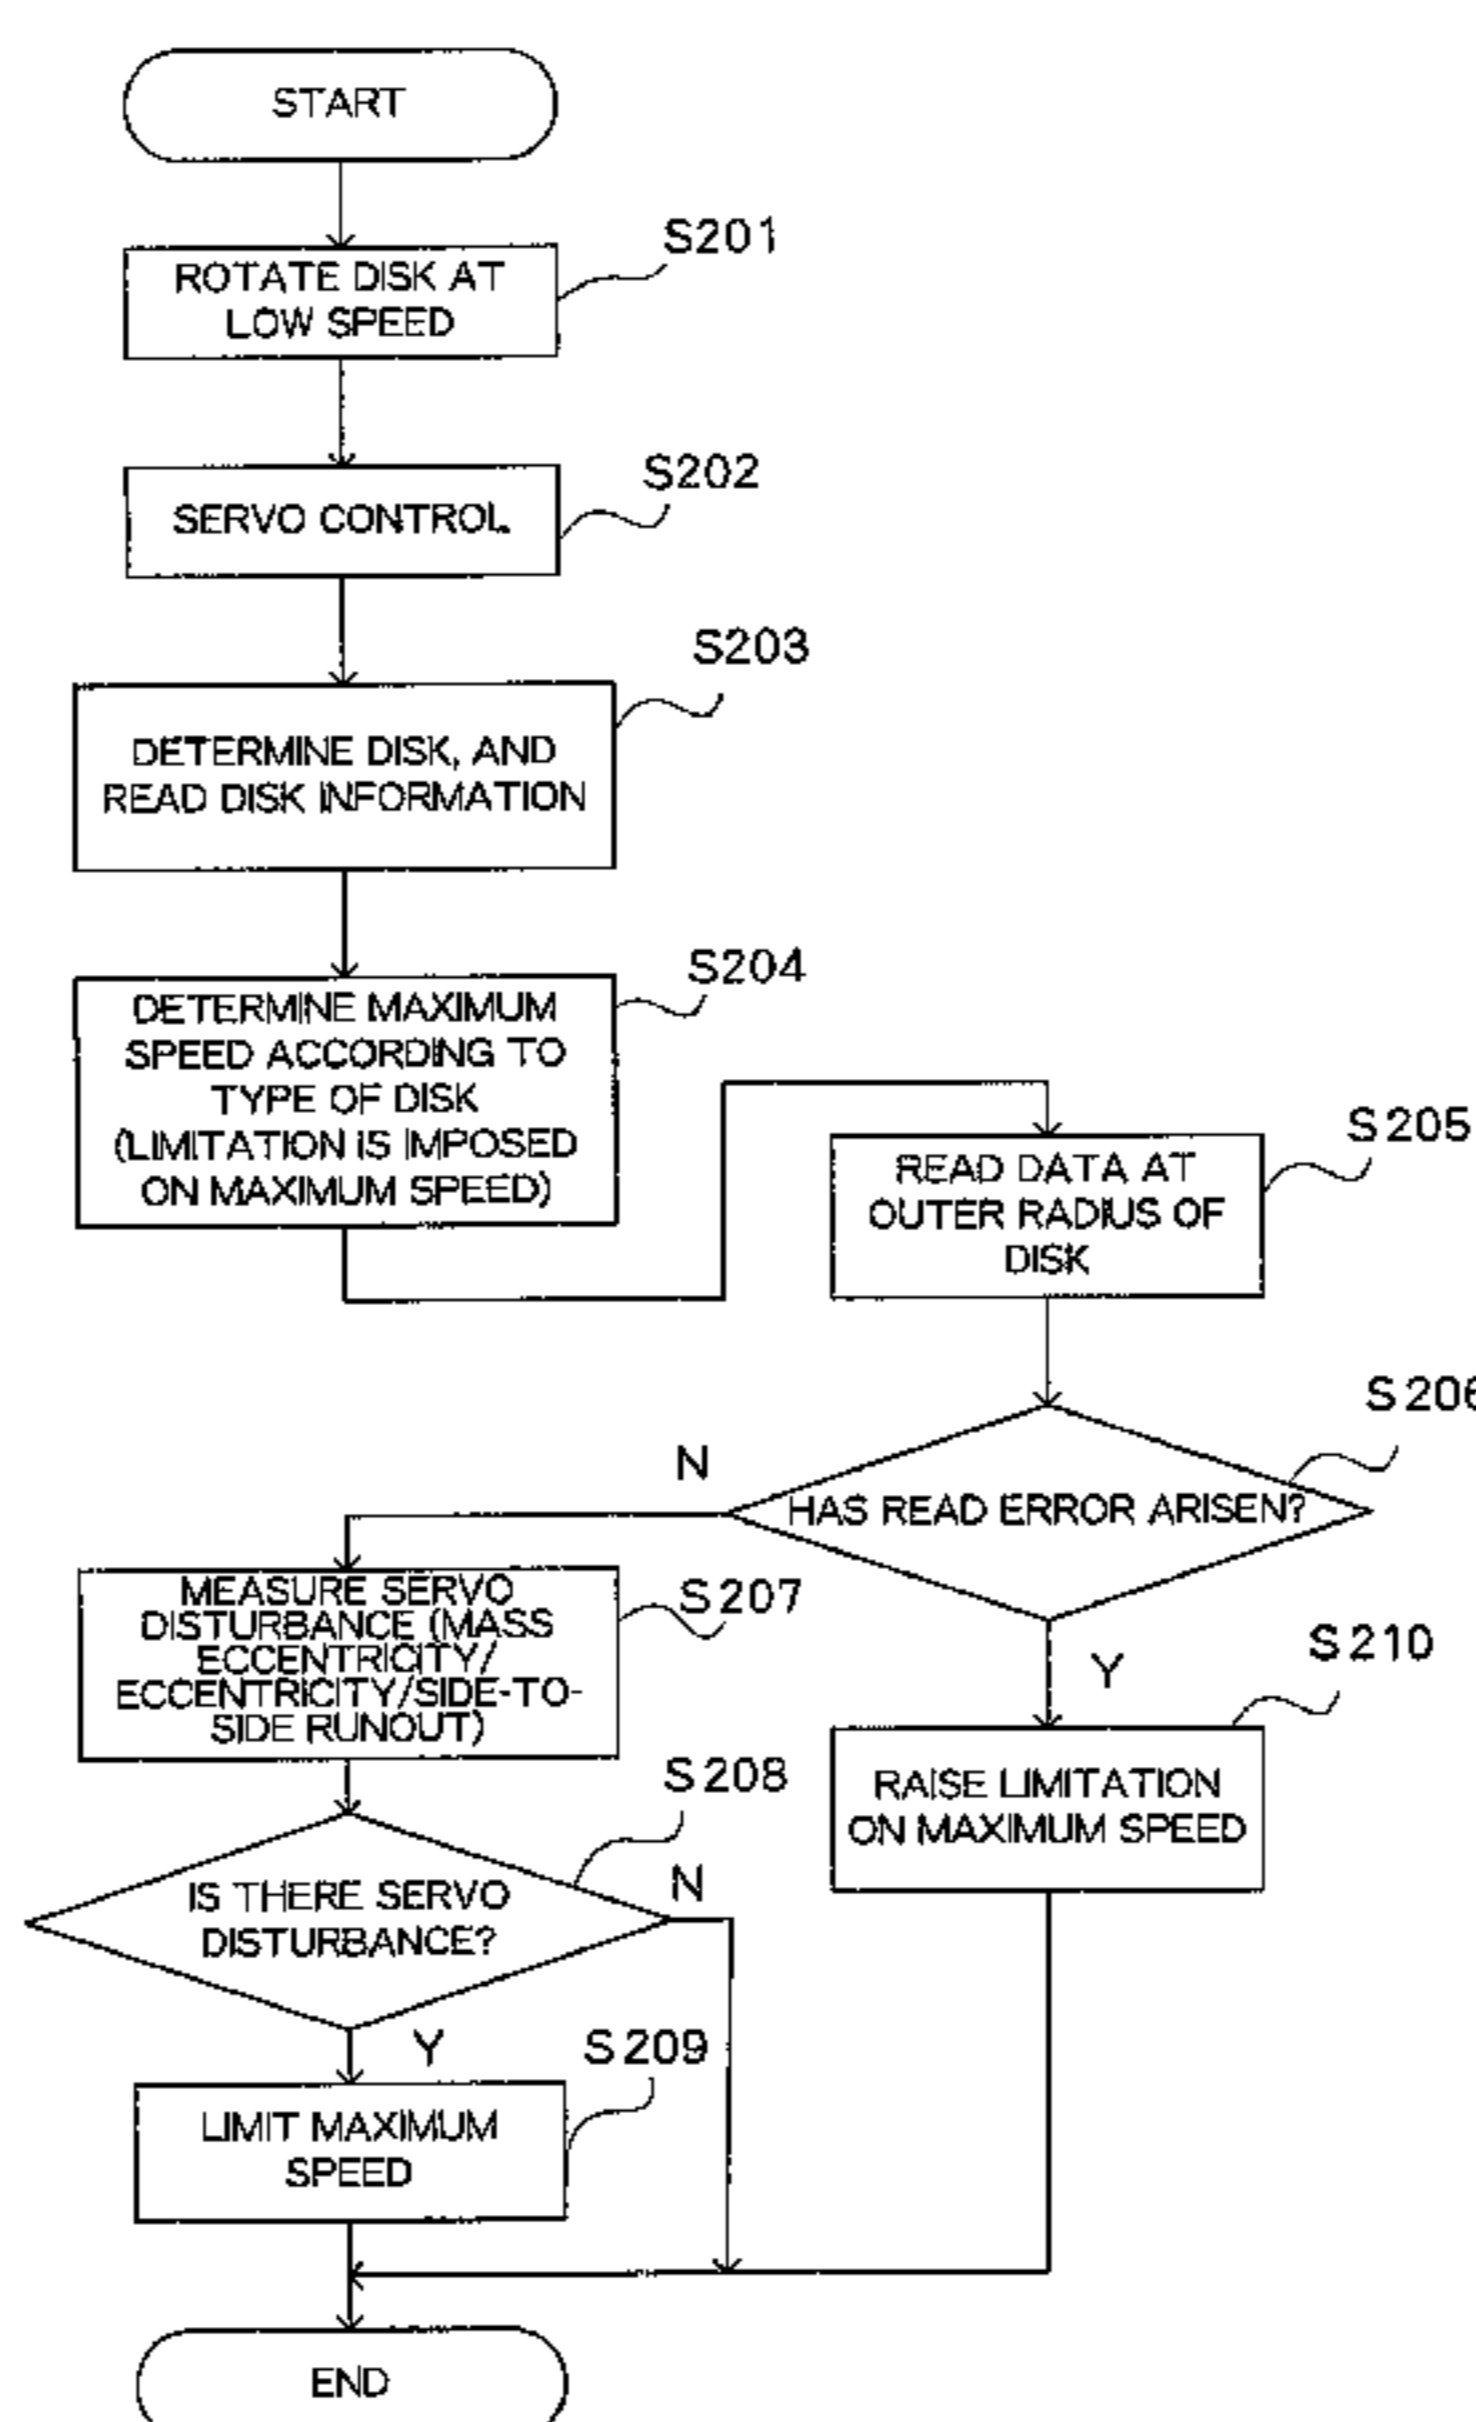 START
S201
ROTATE DISK AT
LOW SPEED
S202
SERVO CONTROL
S203
DETERMINE DISK, AND
READ DISK INFORMATION
S204
DETERMINE MAXIMUM
SPEED ACCORDING TO
TYPE OF DISK
(LIMITATION IS IMPOSED
ON MAXIMUM SPEED)
S205
READ DATA AT
OUTER RADIUS OF
DISK
S206
N
HAS READ ERROR ARISEN?
Y
S207
MEASURE SERVO
DISTURBANCE (MASS
ECCENTRICITY/
ECCENTRICITY/SIDE-TO-
SIDE RUNOUT)
S210
RAISE LIMITATION
ON MAXIMUM SPEED
S208
N
IS THERE SERVO
DISTURBANCE?
Y
S209
LIMIT MAXIMUM
SPEED
END